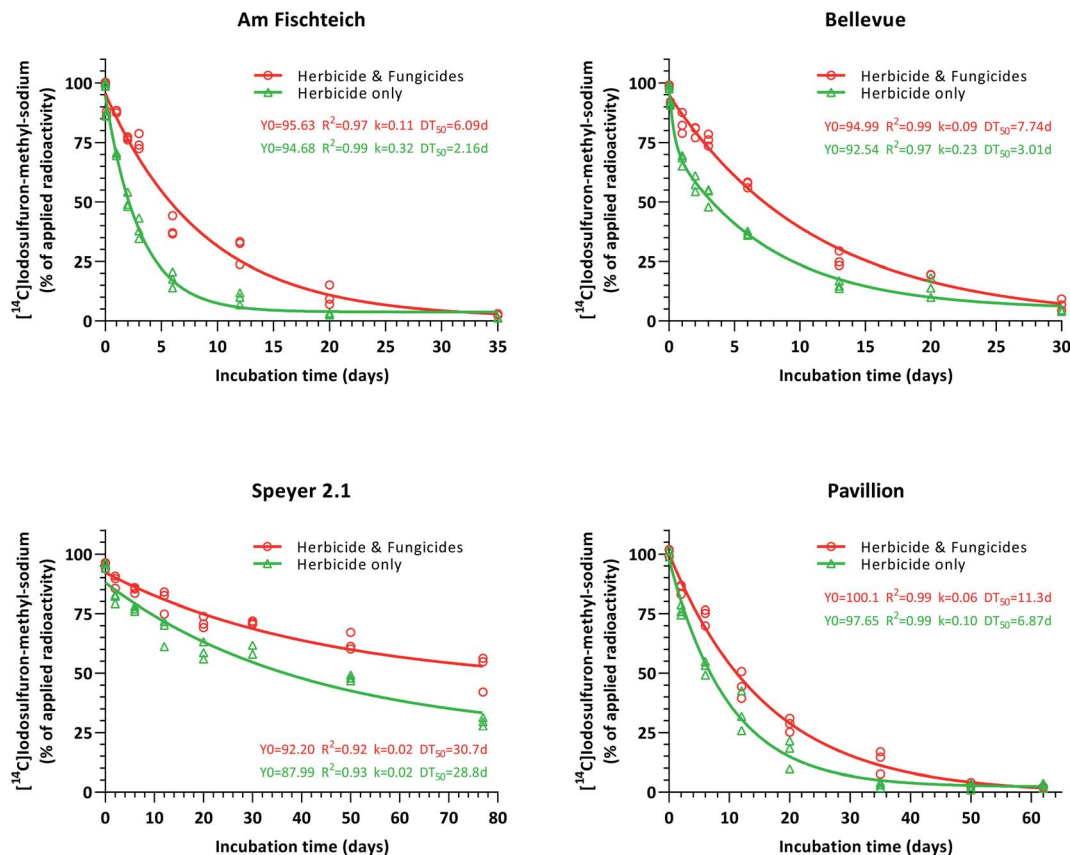 Am Fischteich
[¹⁴C]Iodosulfuron-methyl-sodium
(% of applied radioactivity)
100
75
50
25
0
Herbicide & Fungicides
Herbicide only
Y0=95.63 R²=0.97 k=0.11 DT₅₀=6.09d
Y0=94.68 R²=0.99 k=0.32 DT₅₀=2.16d
0 5 10 15 20 25 30 35
Incubation time (days)
Bellevue
[¹⁴C]Iodosulfuron-methyl-sodium
(% of applied radioactivity)
100
75
50
25
0
Herbicide & Fungicides
Herbicide only
Y0=94.99 R²=0.99 k=0.09 DT₅₀=7.74d
Y0=92.54 R²=0.97 k=0.23 DT₅₀=3.01d
0 5 10 15 20 25 30
Incubation time (days)
Speyer 2.1
[¹⁴C]Iodosulfuron-methyl-sodium
(% of applied radioactivity)
100
75
50
25
0
Herbicide & Fungicides
Herbicide only
Y0=92.20 R²=0.92 k=0.02 DT₅₀=30.7d
Y0=87.99 R²=0.93 k=0.02 DT₅₀=28.8d
0 10 20 30 40 50 60 70 80
Incubation time (days)
Pavillion
[¹⁴C]Iodosulfuron-methyl-sodium
(% of applied radioactivity)
100
75
50
25
0
Herbicide & Fungicides
Herbicide only
Y0=100.1 R²=0.99 k=0.06 DT₅₀=11.3d
Y0=97.65 R²=0.99 k=0.10 DT₅₀=6.87d
0 10 20 30 40 50 60
Incubation time (days)